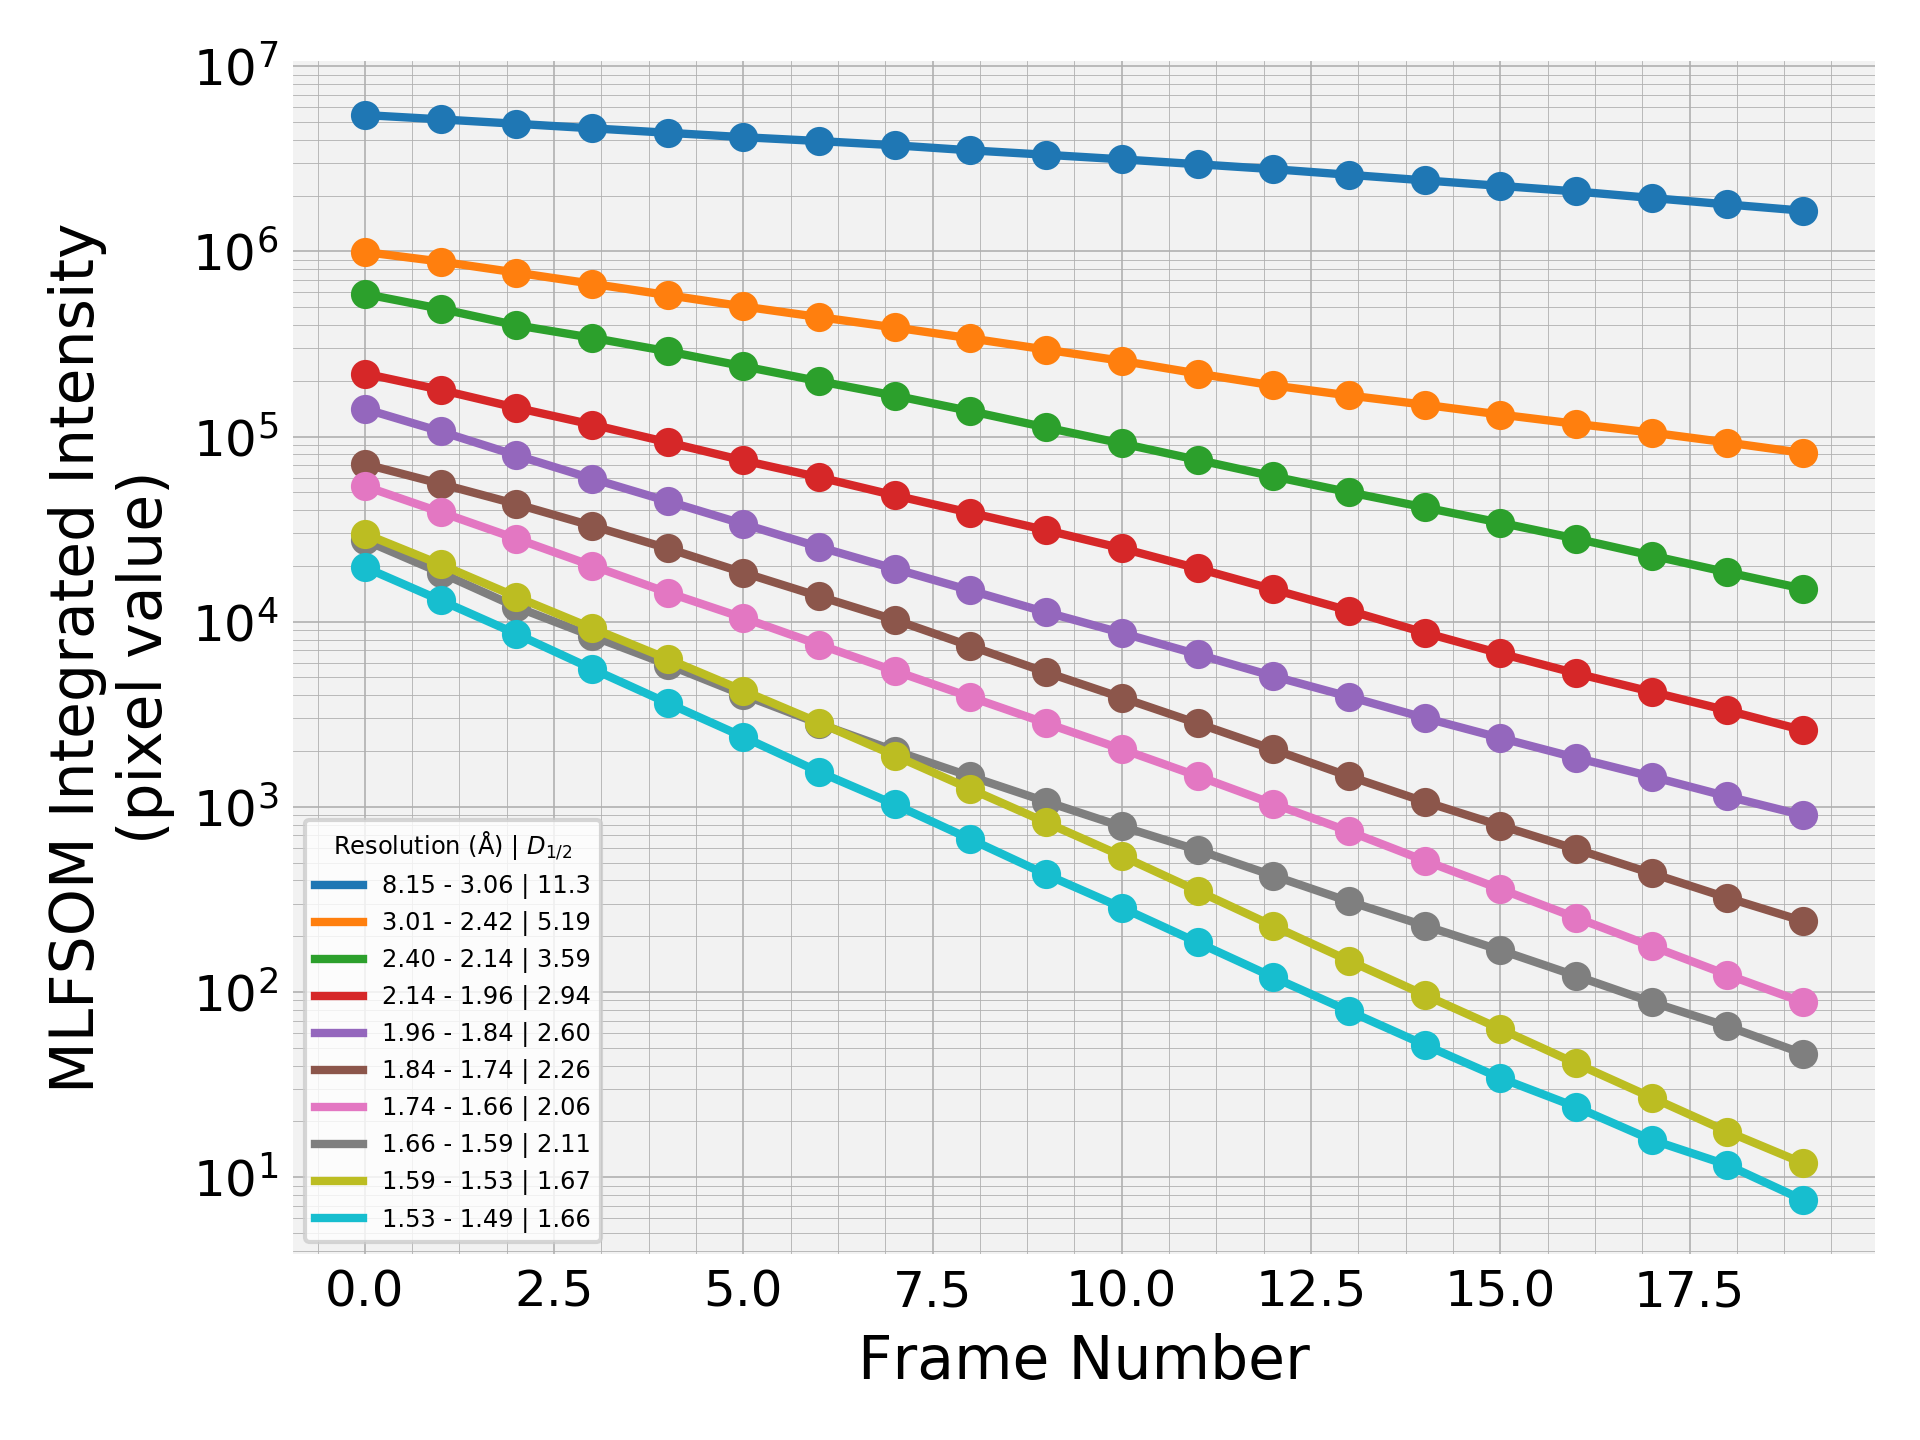 MLFSOM Integrated Intensity
(pixel value)
10^7
10^6
10^5
10^4
10^3
10^2
10^1
Resolution (Å) | D1/2
8.15 - 3.06 | 11.3
3.01 - 2.42 | 5.19
2.40 - 2.14 | 3.59
2.14 - 1.96 | 2.94
1.96 - 1.84 | 2.60
1.84 - 1.74 | 2.26
1.74 - 1.66 | 2.06
1.66 - 1.59 | 2.11
1.59 - 1.53 | 1.67
1.53 - 1.49 | 1.66
0.0 2.5 5.0 7.5 10.0 12.5 15.0 17.5
Frame Number